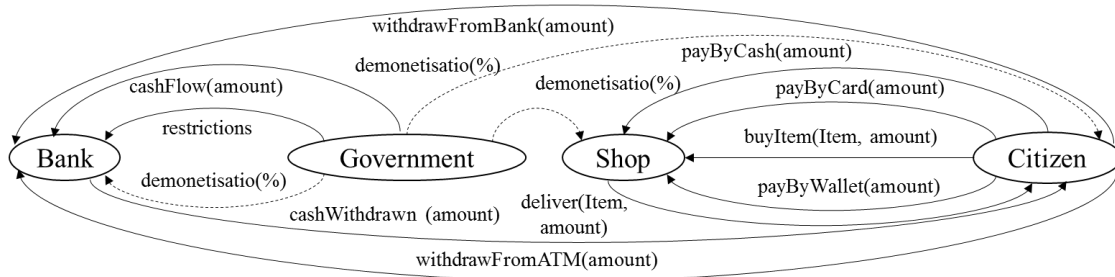 withdrawFromBank(amount)
payByCash(amount)
demonetisatio(%)
demonetisatio(%)
cashFlow(amount)
payByCard(amount)
restrictions
buyItem(Item, amount)
Bank
Government
Shop
Citizen
demonetisatio(%)
payByWallet(amount)
cashWithdrawn (amount)
deliver(Item,
amount)
withdrawFromATM(amount)